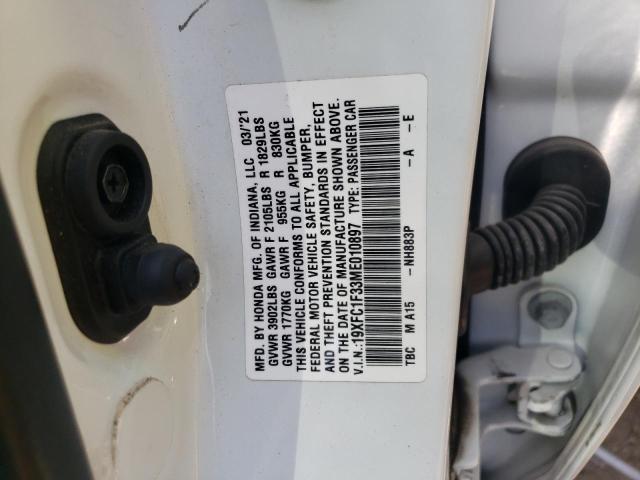 MFD. BY HONDA MFG. OF INDIANA, LLC 03/'21
GVWR 3902LBS GAWR F 2105LBS R 1829LBS
GVWR 1770KG GAWR F 955KG R 830KG
THIS VEHICLE CONFORMS TO ALL APPLICABLE
FEDERAL MOTOR VEHICLE SAFETY, BUMPER,
AND THEFT PREVENTION STANDARDS IN EFFECT
ON THE DATE OF MANUFACTURE SHOWN ABOVE.
V.I.N.:19XFC1F33ME010897 TYPE: PASSENGER CAR
TBC M A15 —NH883P —A —E